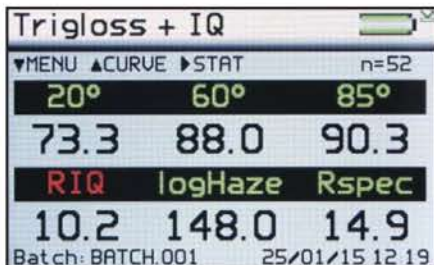 Trigloss + IQ
▼MENU ▲CURVE ▶STAT n=52
20° 60° 85°
73.3 88.0 90.3
RIQ logHaze Rspec
10.2 148.0 14.9
Batch: BATCH.001 25/01/15 12 19